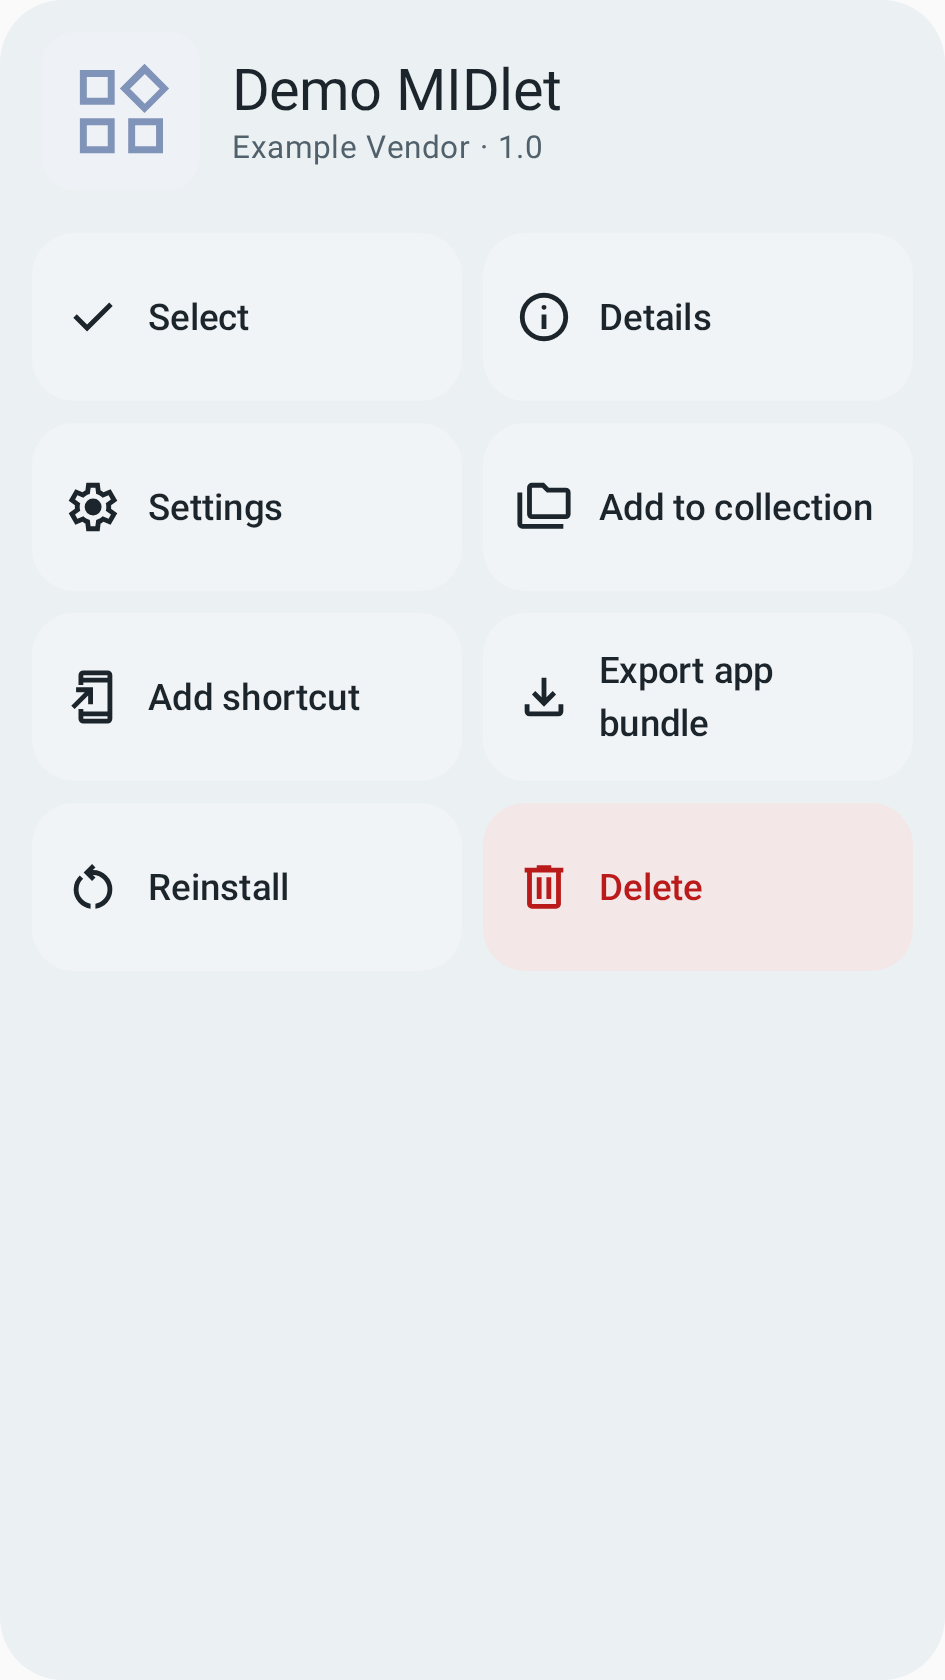 Demo MIDlet
Example Vendor · 1.0
Select
Details
Settings
Add to collection
Add shortcut
Export app
bundle
Reinstall
Delete